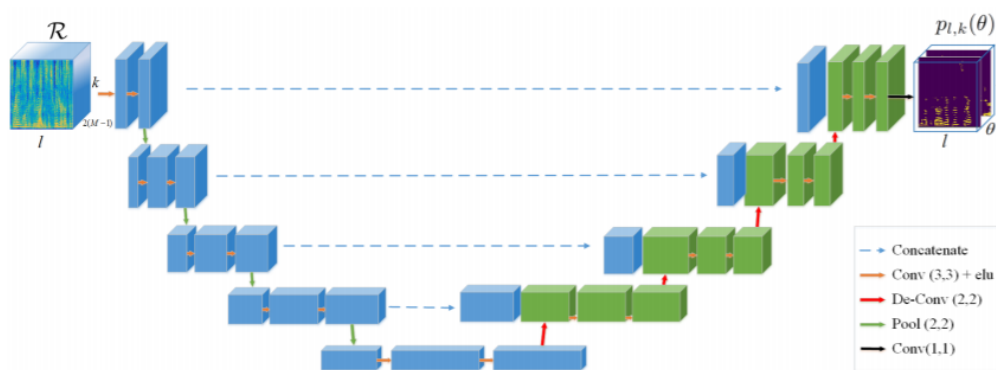 R
k
2(M−1)
l
p_{l,k}(θ)
θ
l
Concatenate
Conv (3,3) + elu
De-Conv (2,2)
Pool (2,2)
Conv(1,1)